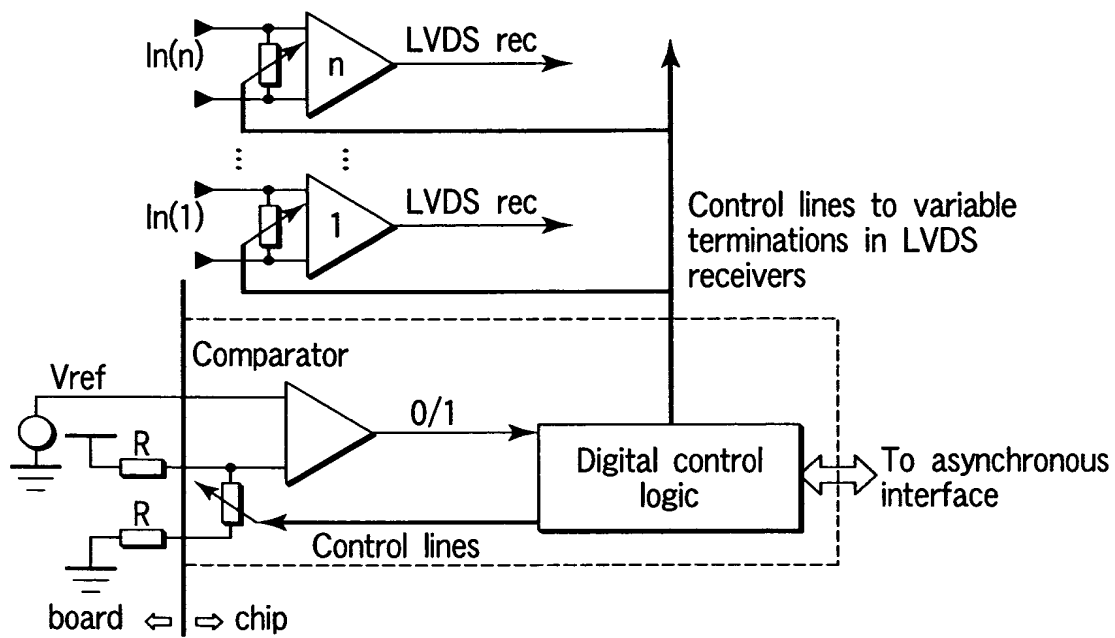 In(n)
n
LVDS rec
In(1)
1
LVDS rec
Control lines to variable
terminations in LVDS
receivers
Comparator
Vref
0/1
R
R
Digital control
logic
To asynchronous
interface
Control lines
board
chip